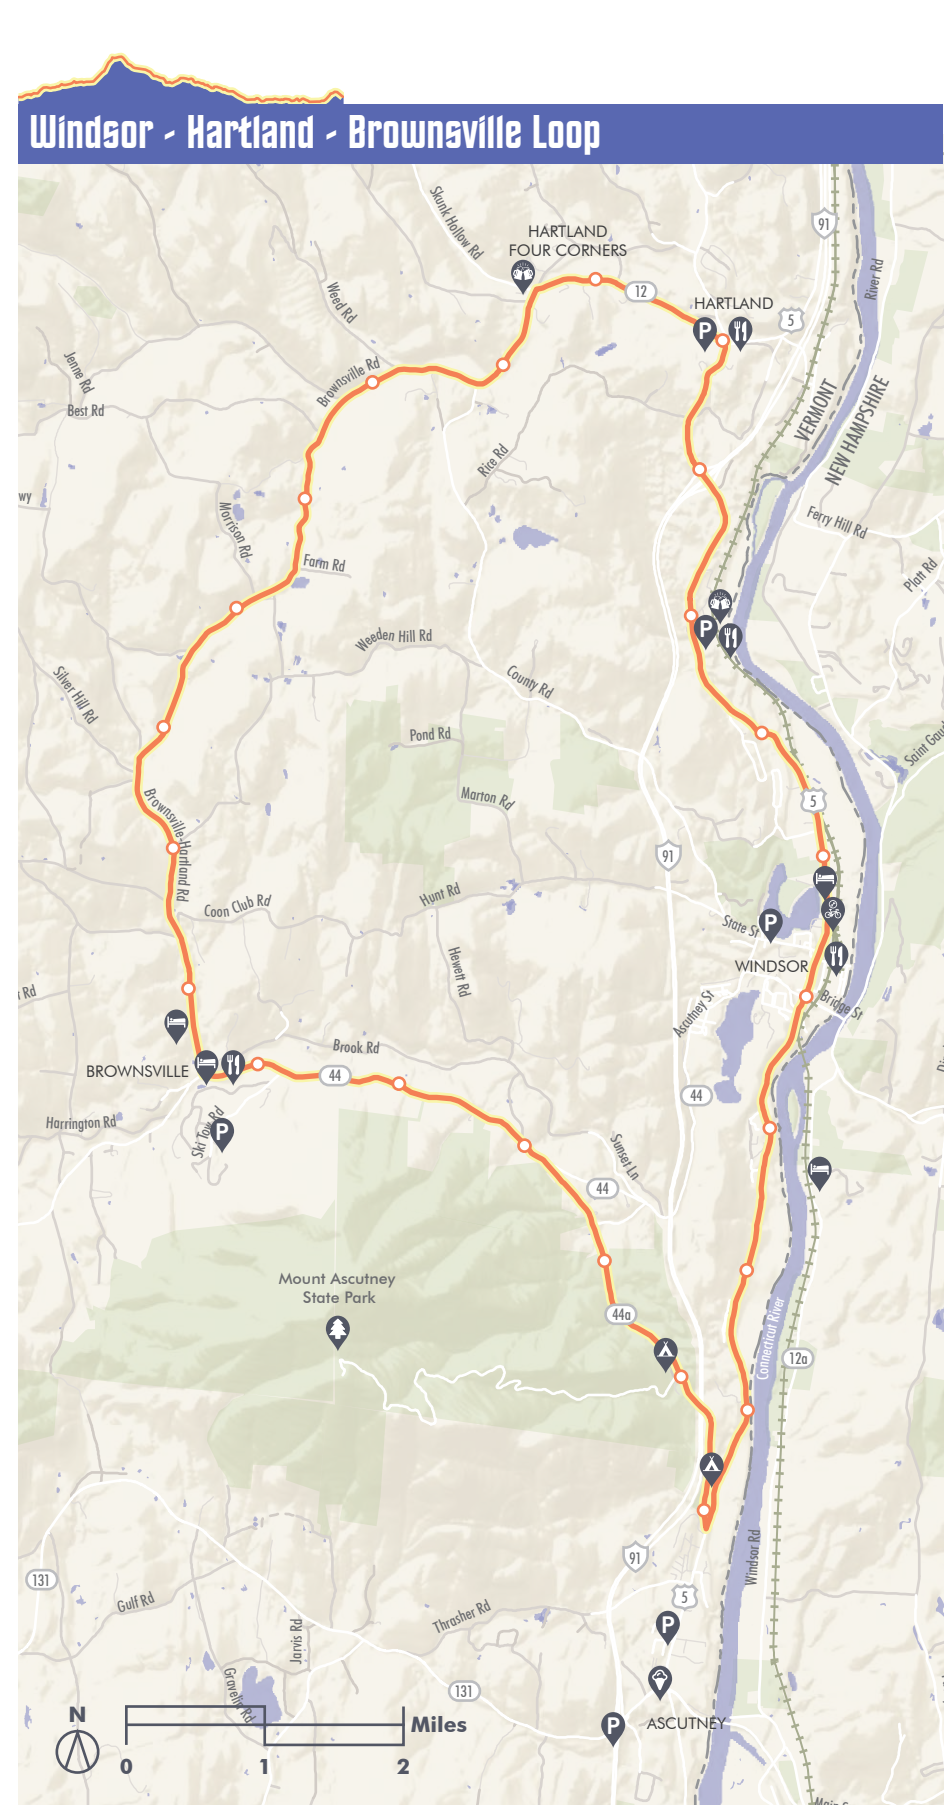 Windsor - Hartland - Brownsville Loop
Skunk Hollow Rd
HARTLAND
FOUR CORNERS
91
River Rd
12
HARTLAND
P
5
Weed Rd
Jenne Rd
Brownsville Rd
Best Rd
VERMONT
NEW HAMPSHIRE
Rice Rd
wy
Morrison Rd
Ferry Hill Rd
Farm Rd
Platt Rd
P
Weeden Hill Rd
County Rd
Silver Hill Rd
Pond Rd
Saint Gaud
Marton Rd
Brownsville-Hartland Rd
5
91
Hunt Rd
Coon Club Rd
State St
P
WINDSOR
Hewett Rd
Rd
Ascutney St
Bridge St
Brook Rd
BROWNSVILLE
44
44
Harrington Rd
Ski Tow Rd
P
Sunset Ln
44
Mount Ascutney
State Park
44a
Connecticut River
12a
91
Windsor Rd
131
5
Gulf Rd
Thrasher Rd
P
Jarvis Rd
Gravelin Rd
131
N
Miles
P
ASCUTNEY
0
1
2